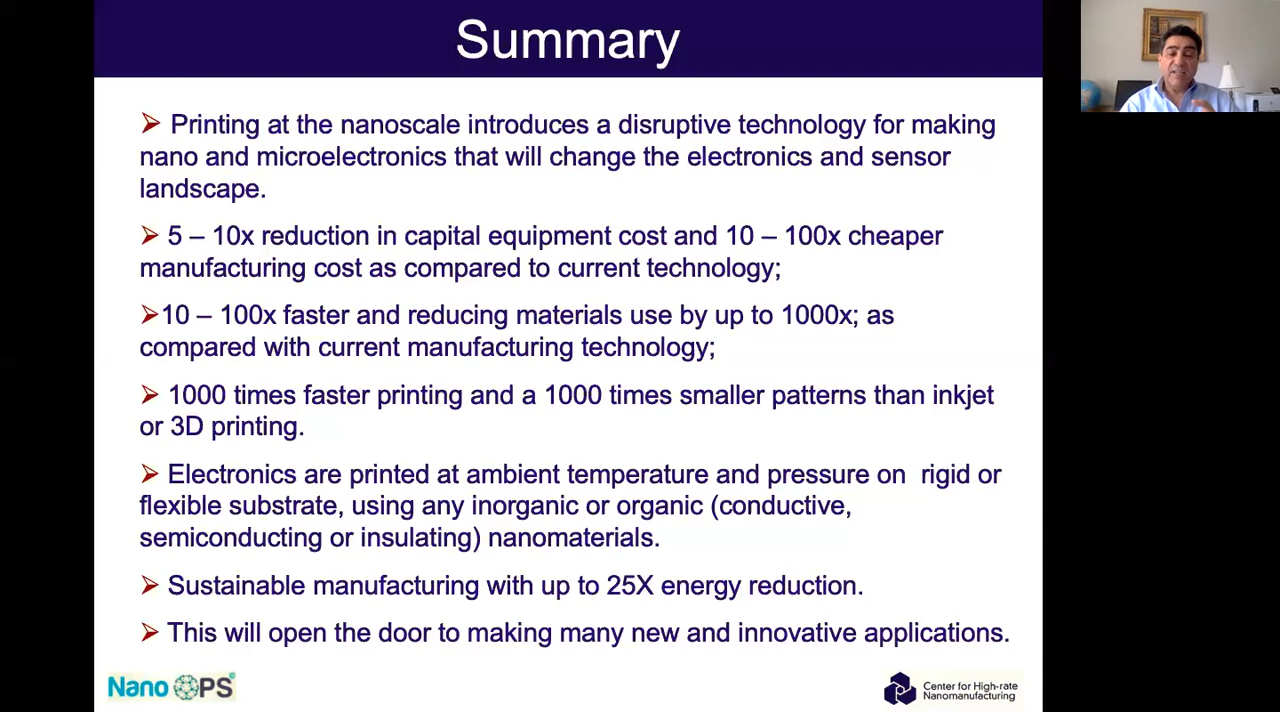 Summary
➢ Printing at the nanoscale introduces a disruptive technology for making
nano and microelectronics that will change the electronics and sensor
landscape.
➢ 5 – 10x reduction in capital equipment cost and 10 – 100x cheaper
manufacturing cost as compared to current technology;
➢10 – 100x faster and reducing materials use by up to 1000x; as
compared with current manufacturing technology;
➢ 1000 times faster printing and a 1000 times smaller patterns than inkjet
or 3D printing.
➢ Electronics are printed at ambient temperature and pressure on  rigid or
flexible substrate, using any inorganic or organic (conductive,
semiconducting or insulating) nanomaterials.
➢ Sustainable manufacturing with up to 25X energy reduction.
➢ This will open the door to making many new and innovative applications.
Nano OPS
Center for High-rate
Nanomanufacturing